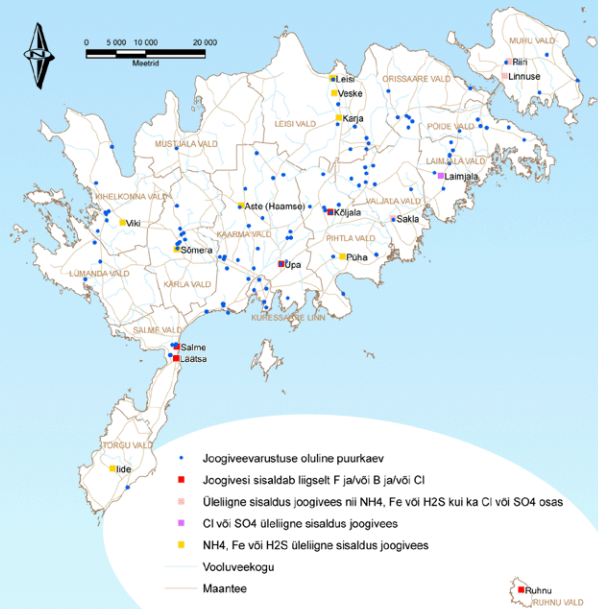 0 5 000 10 000 20 000
Meetrid
MUHU VALD
Riiri
Linnuse
Leisi
ORISSAARE VALD
Veske
LEISI VALD
Karja
PÖIDE VALD
MUSTJALA VALD
LAIMJALA VALD
Laimjala
KIHELKONNA VALD
VALJALA VALD
Aste (Haamse)
Kõljala
Sakla
Viki
KAARMA VALD
PIHTLA VALD
Sõmera
Püha
LÜMANDA VALD
Upa
KÄRLA VALD
KURESSAARE LINN
SALME VALD
Salme
Läätsa
TORGU VALD
Iide
Joogiveevarustuse oluline puurkaev
Joogivesi sisaldab liigselt F ja/või B ja/või Cl
Üleliigne sisaldus joogivees nii NH4, Fe või H2S kui ka Cl või SO4 osas
Cl või SO4 üleliigne sisaldus joogivees
NH4, Fe või H2S üleliigne sisaldus joogivees
Vooluveekogu
Maantee
Ruhnu
RUHNU VALD